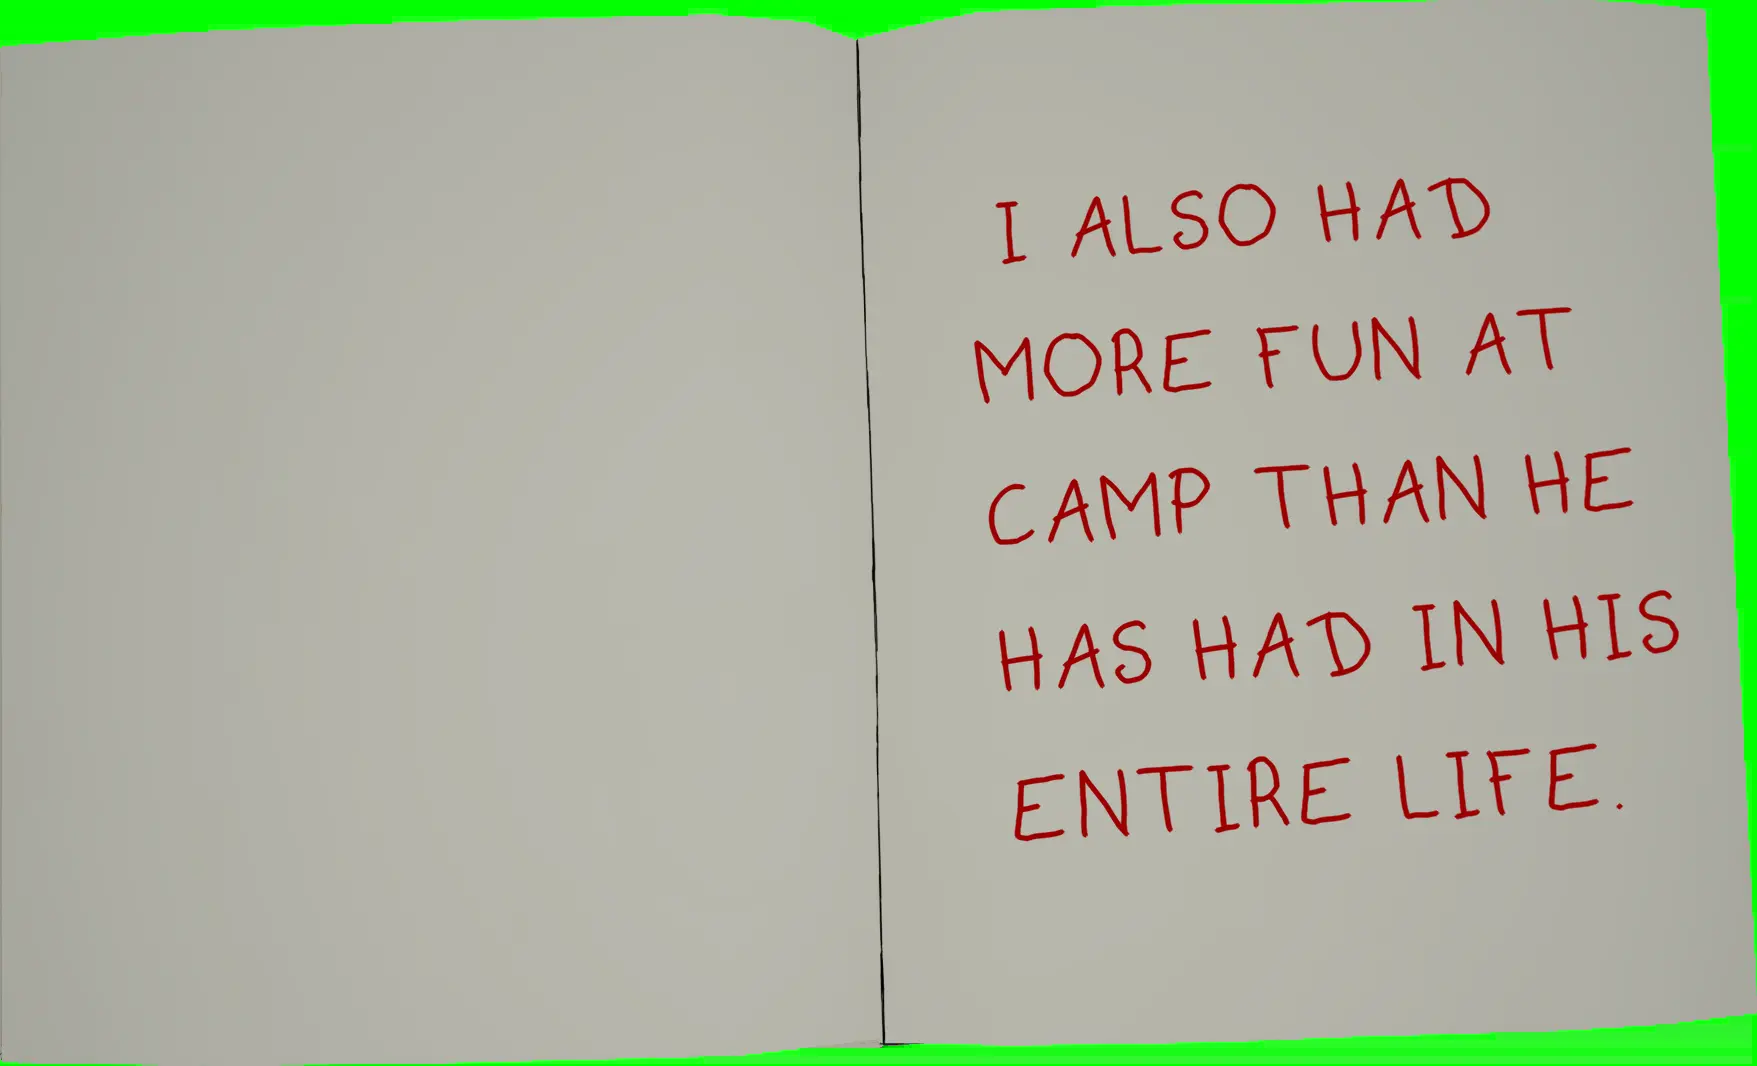 I ALSO HAD
MORE FUN AT
CAMP THAN HE
HAS HAD IN HIS
ENTIRE LIFE.